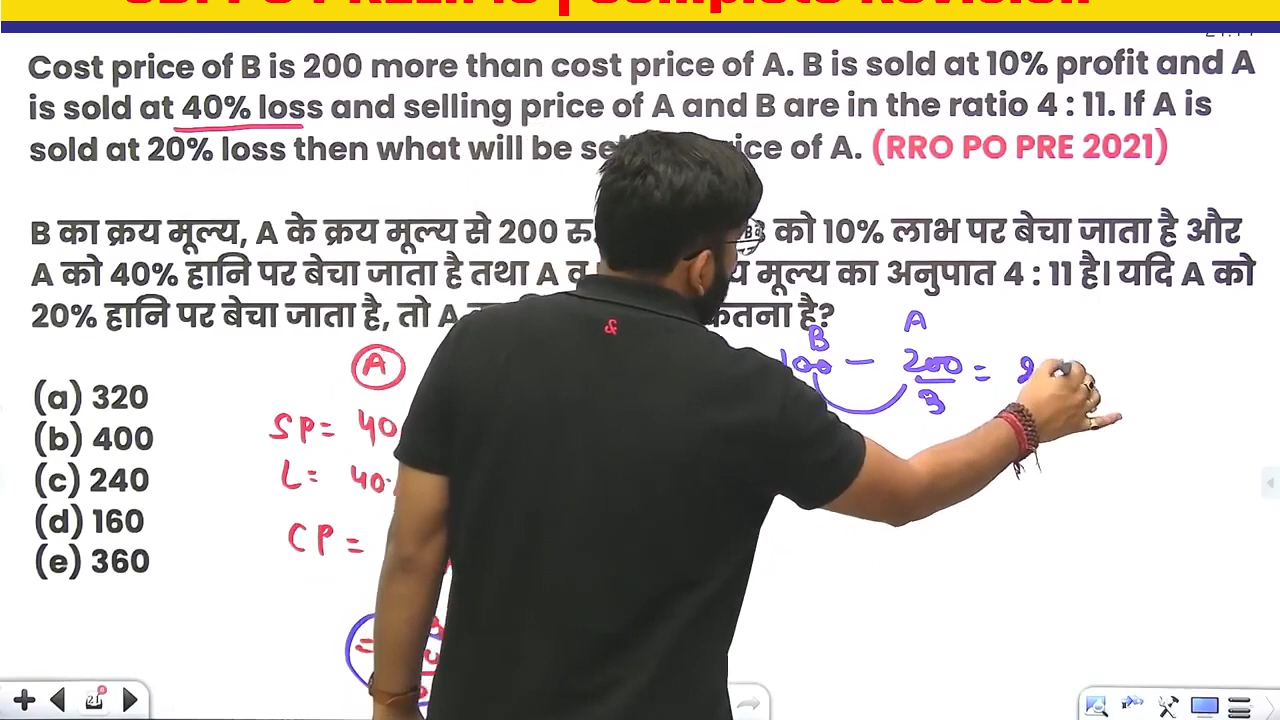 Cost price of B is 200 more than cost price of A. B is sold at 10% profit and A
is sold at 40% loss and selling price of A and B are in the ratio 4 : 11. If A is
sold at 20% loss then what will be ice of A. (RRO PO PRE 2021)
B का क्रय मूल्य, A के क्रय मूल्य से 200 को 10% लाभ पर बेचा जाता है और
A को 40% हानि पर बेचा जाता है तथा A व मूल्य का अनुपात 4 : 11 है। यदि A को
20% हानि पर बेचा जाता है, तो A है?
(a) 320
(b) 400
(c) 240
(d) 160
(e) 360
A
SP= 40
L= 40
CP =
=
&
B A
100 - 200/3 =
21